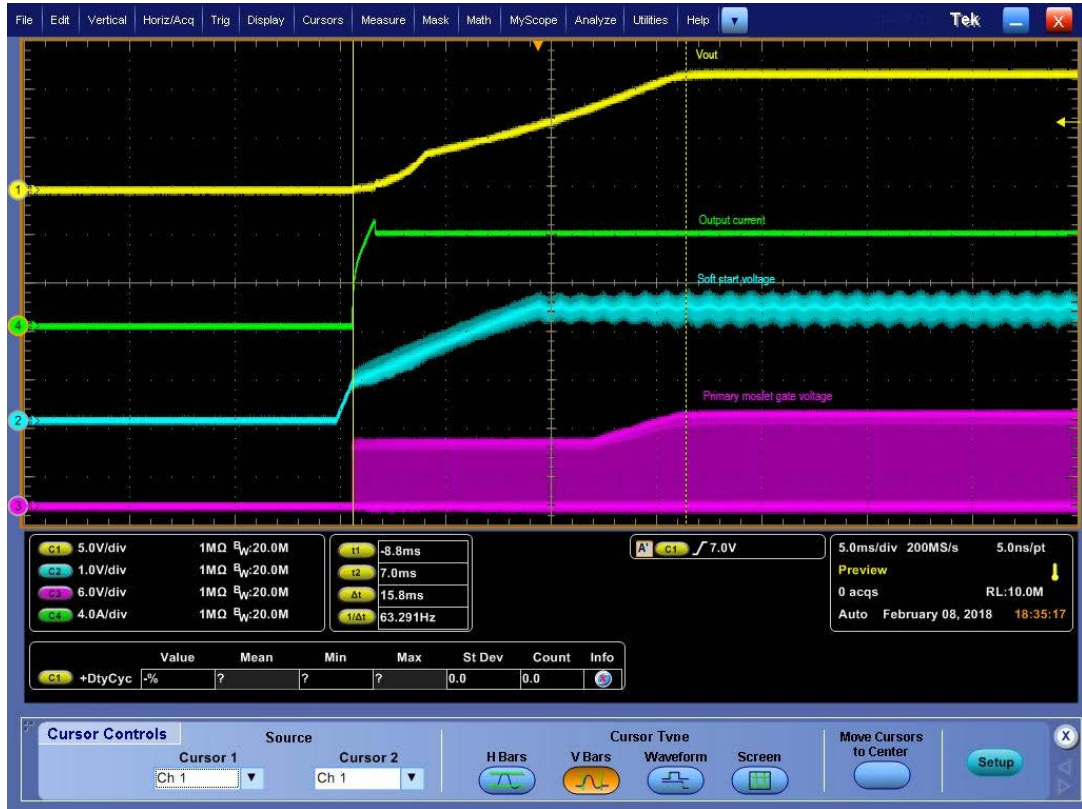 File Edit Vertical Horiz/Acq Trig Display Cursors Measure Mask Math MyScope Analyze Utilities Help Tek X
Vout
1
Output current
Soft start voltage
4
Primary mosfet gate voltage
2
3
C1 5.0V/div 1MΩ BW:20.0M
C2 1.0V/div 1MΩ BW:20.0M
C3 6.0V/div 1MΩ BW:20.0M
C4 4.0A/div 1MΩ BW:20.0M
t1 -8.8ms
t2 7.0ms
Δt 15.8ms
1/Δt 63.291Hz
A' C1 7.0V
5.0ms/div 200MS/s 5.0ns/pt
Preview
0 acqs RL:10.0M
Auto February 08, 2018 18:35:17
Value Mean Min Max St Dev Count Info
C1 +DtyCyc -% ? ? ? 0.0 0.0
Cursor Controls Source Cursor Type Move Cursors X
Cursor 1 Cursor 2 H Bars V Bars Waveform Screen to Center
Ch 1 Ch 1 Setup